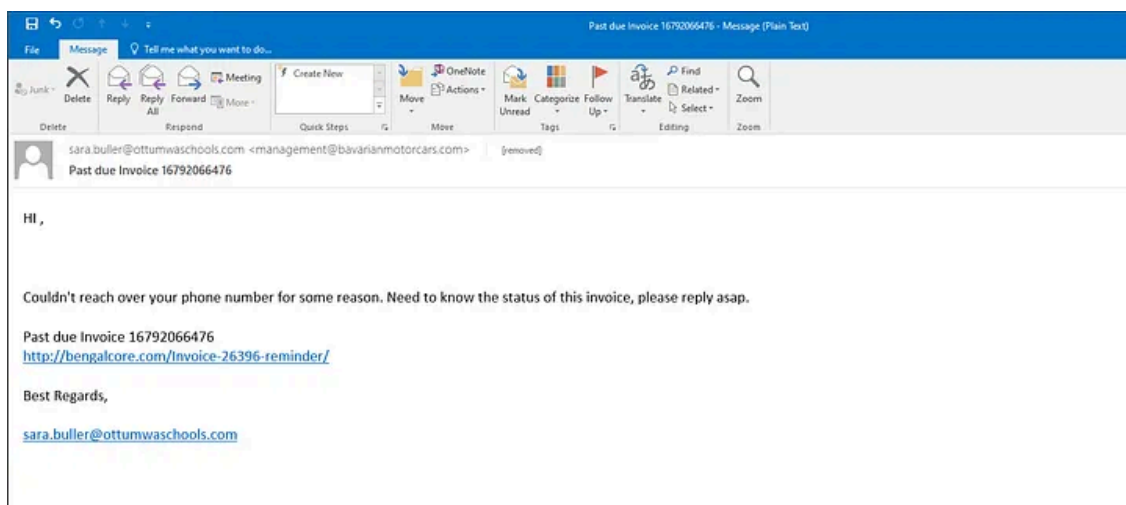 Past due Invoice 16792066476 - Message (Plain Text)
File Message Tell me what you want to do...
Junk
Delete
Reply
Reply All
Forward
Meeting
More
Create New
Move
OneNote
Actions
Mark Unread
Categorize
Follow Up
Translate
Find
Related
Select
Zoom
Delete Respond Quick Steps Move Tags Editing Zoom
sara.buller@ottumwaschools.com <management@bavarianmotorcars.com> [removed]
Past due Invoice 16792066476
HI ,
Couldn't reach over your phone number for some reason. Need to know the status of this invoice, please reply asap.
Past due Invoice 16792066476
http://bengalcore.com/Invoice-26396-reminder/
Best Regards,
sara.buller@ottumwaschools.com